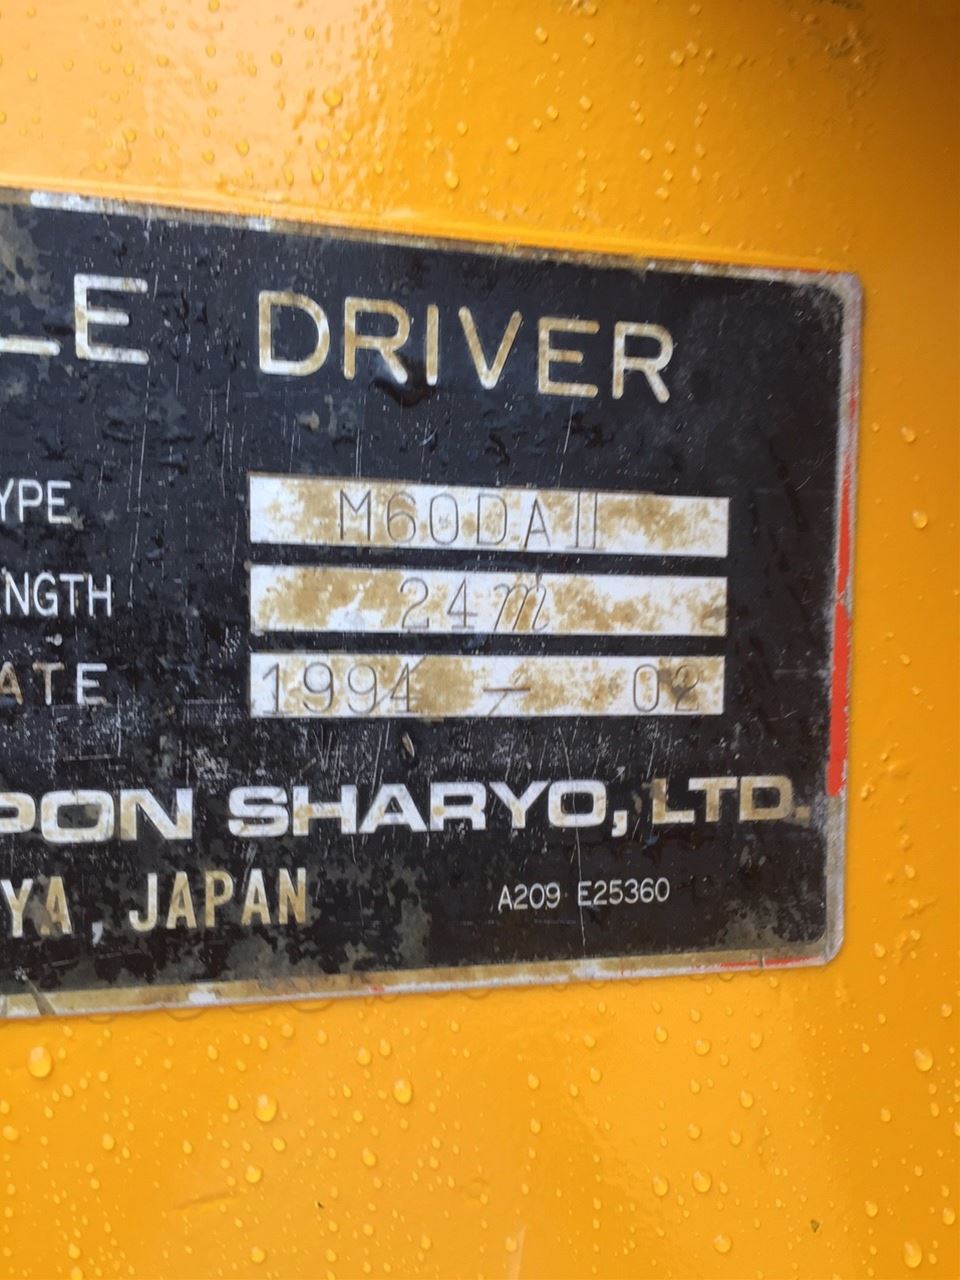 LE DRIVER
YPE M60DAII
NGTH 24m
ATE 1994 - 02
PON SHARYO, LTD.
YA, JAPAN A209 E25360